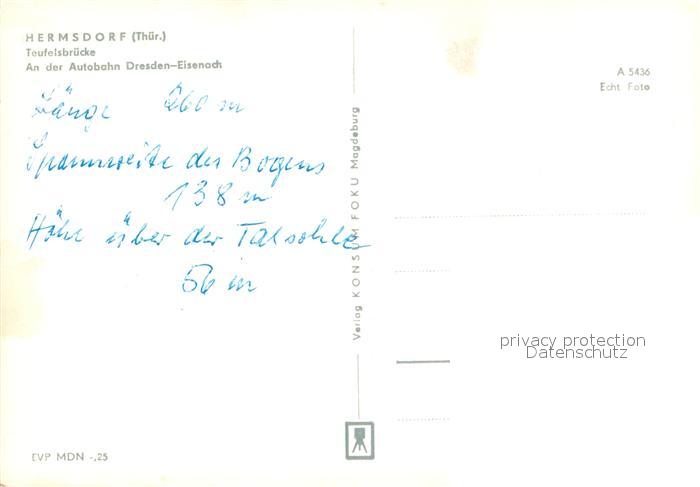 HERMSDORF (Thür.)
Teufelsbrücke
An der Autobahn Dresden—Eisenach
Länge 260 m
Spannweite des Bogens
138 m
Höhe über der Talsohle
56 m
EVP MDN -,25
Verlag KONSUM FOKU Magdeburg
A 5436
Echt Foto
privacy protection
Datenschutz